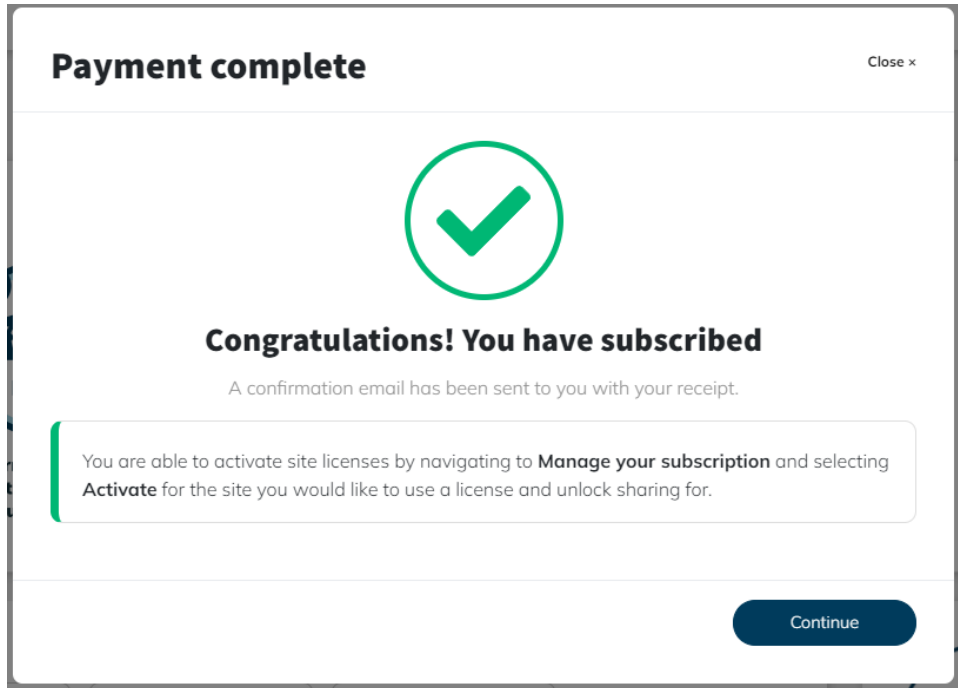 Payment complete
Close ×
Congratulations! You have subscribed
A confirmation email has been sent to you with your receipt.
You are able to activate site licenses by navigating to Manage your subscription and selecting
Activate for the site you would like to use a license and unlock sharing for.
Continue